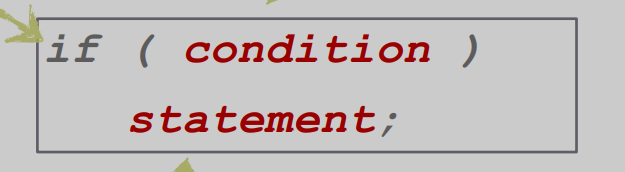 if ( condition )
statement;